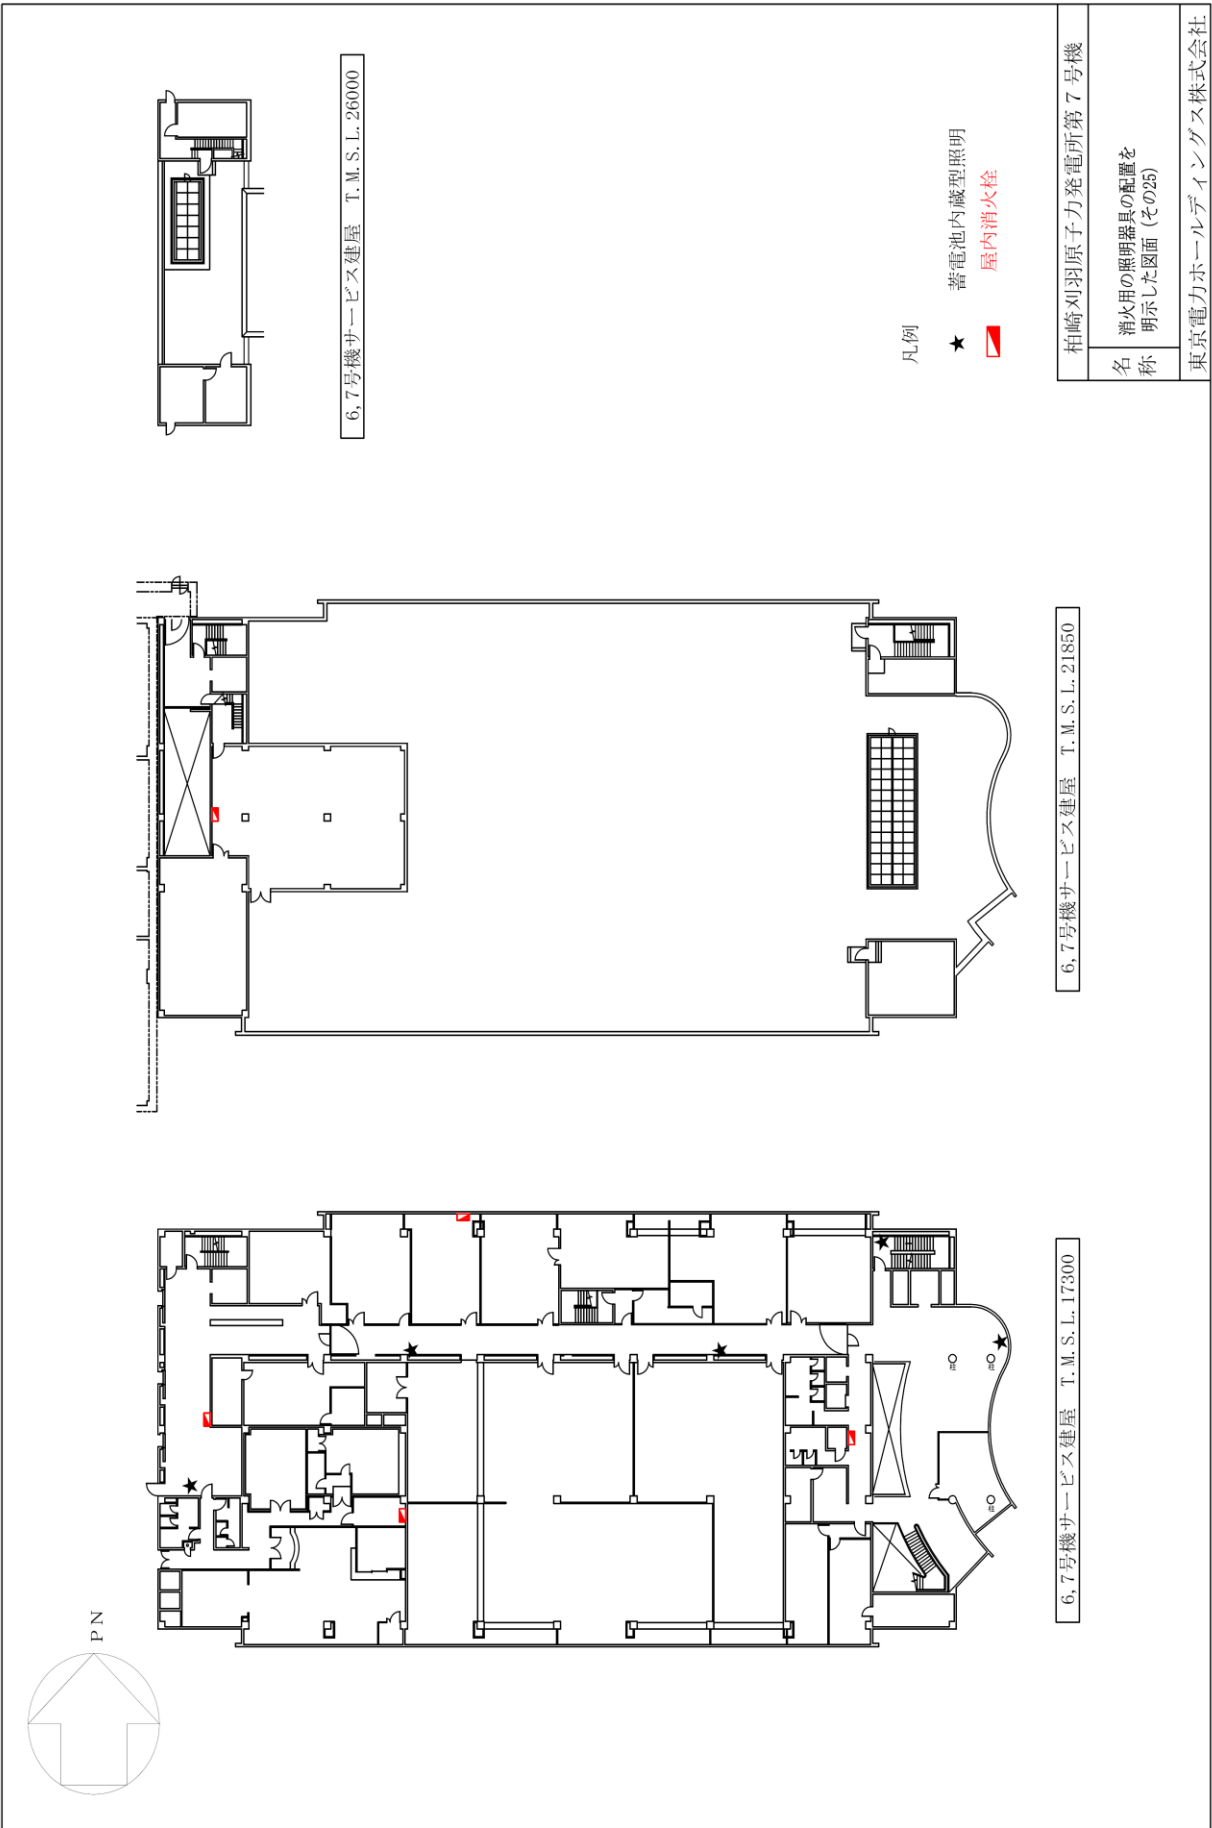 PN
6,7号機サービス建屋 T.M.S.L.17300
6,7号機サービス建屋 T.M.S.L.21850
6,7号機サービス建屋 T.M.S.L.26000
柱
柱
柱
凡例
★ 蓄電池内蔵型照明
屋内消火栓
柏崎刈羽原子力発電所第7号機
名称
消火用の照明器具の配置を
明示した図面(その25)
東京電力ホールディングス株式会社